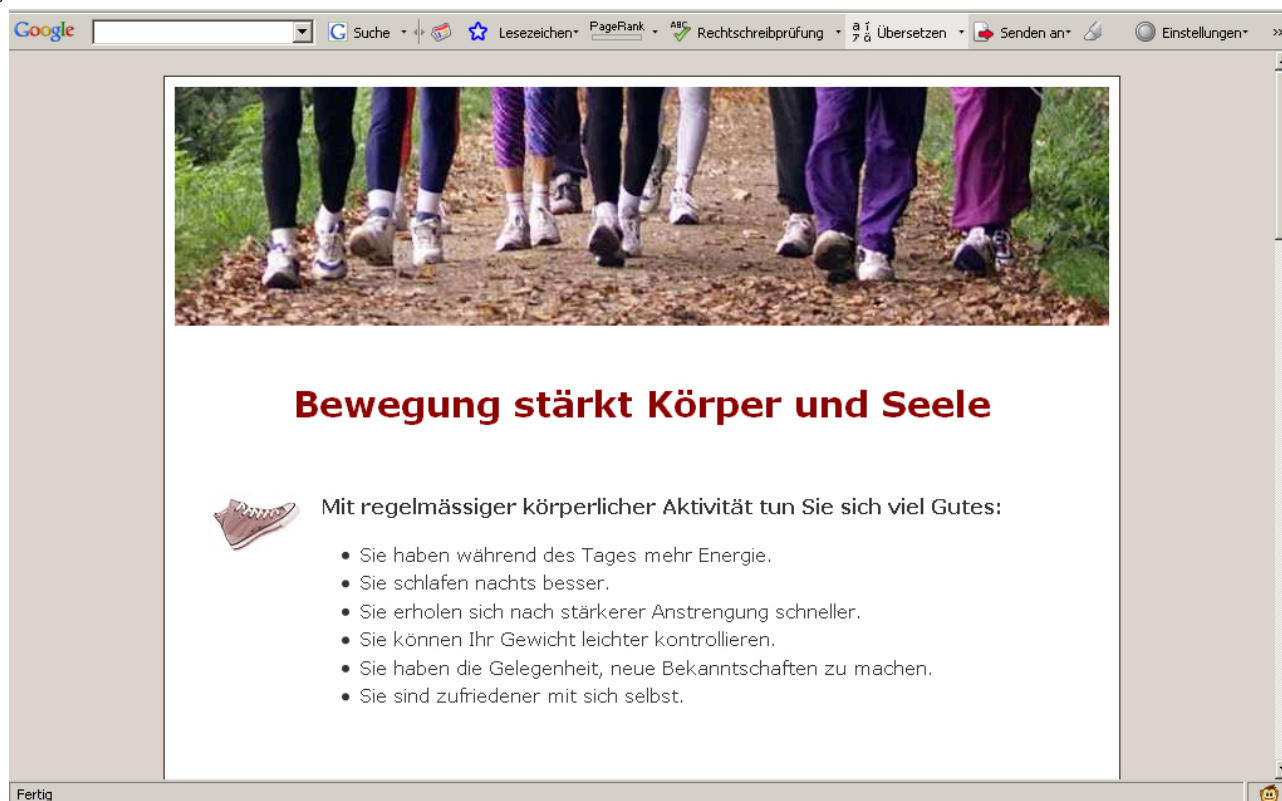 Google Suche Lesezeichen PageRank Rechtschreibprüfung Übersetzen Senden an Einstellungen »
Bewegung stärkt Körper und Seele
Mit regelmässiger körperlicher Aktivität tun Sie sich viel Gutes:
• Sie haben während des Tages mehr Energie.
• Sie schlafen nachts besser.
• Sie erholen sich nach stärkerer Anstrengung schneller.
• Sie können Ihr Gewicht leichter kontrollieren.
• Sie haben die Gelegenheit, neue Bekanntschaften zu machen.
• Sie sind zufriedener mit sich selbst.
Fertig